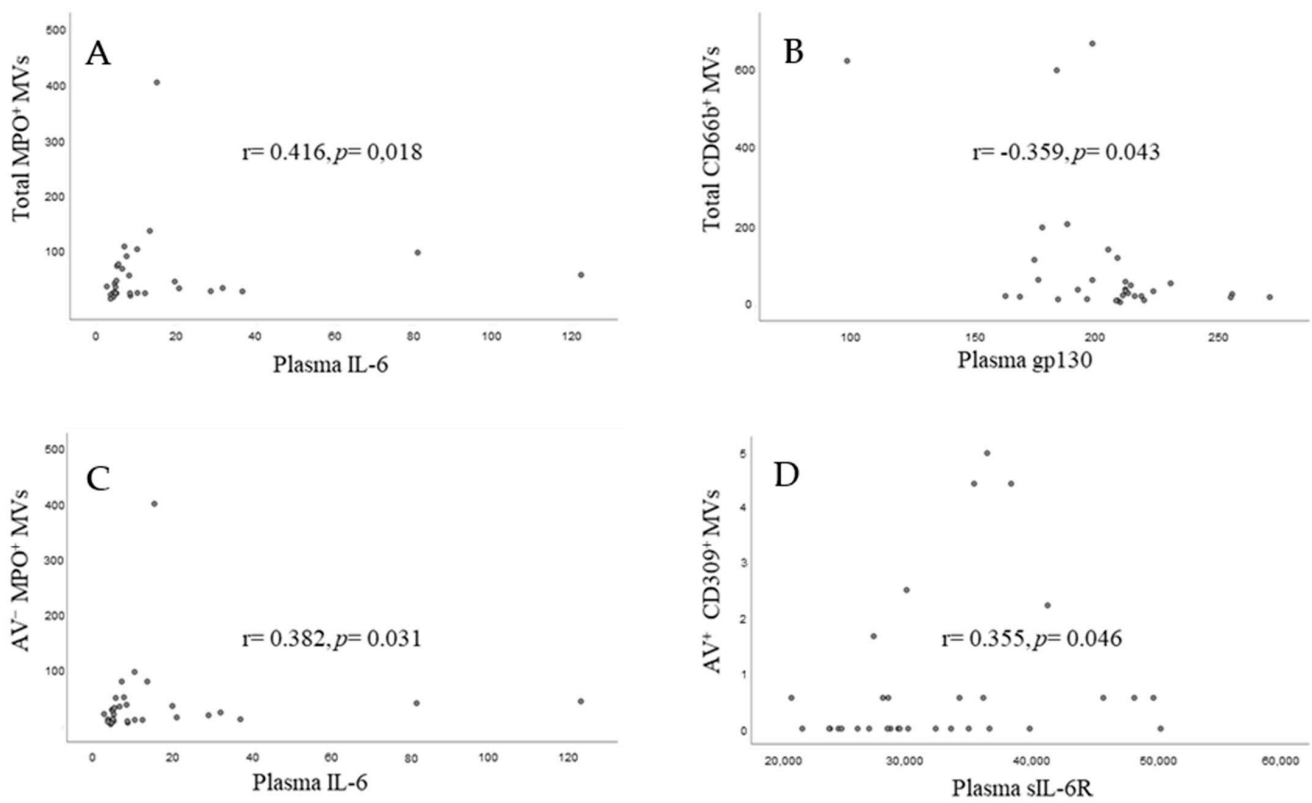 A
Total MPO⁺ MVs
500
400
300
200
100
r= 0.416, p= 0,018
0 20 40 60 80 100 120
Plasma IL-6
B
Total CD66b⁺ MVs
600
400
200
0
r= -0.359, p= 0.043
100 150 200 250
Plasma gp130
C
AV⁻ MPO⁺ MVs
500
400
300
200
100
r= 0.382, p= 0.031
0 20 40 60 80 100 120
Plasma IL-6
D
AV⁺ CD309⁺ MVs
5
4
3
2
1
0
r= 0.355, p= 0.046
20,000 30,000 40,000 50,000 60,000
Plasma sIL-6R